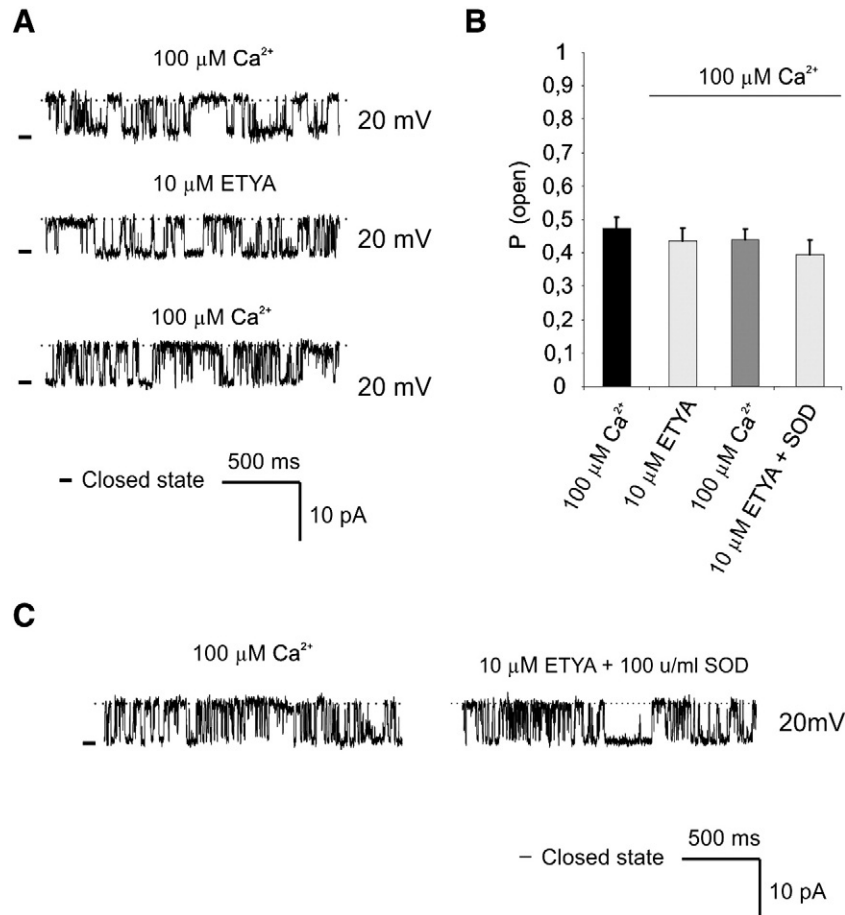 A
100 μM Ca²⁺
20 mV
10 μM ETYA
20 mV
100 μM Ca²⁺
20 mV
500 ms
Closed state
10 pA
B
100 μM Ca²⁺
P (open)
1
0,9
0,8
0,7
0,6
0,5
0,4
0,3
0,2
0,1
0
100 μM Ca²⁺
10 μM ETYA
100 μM Ca²⁺
10 μM ETYA + SOD
C
100 μM Ca²⁺
10 μM ETYA + 100 u/ml SOD
20mV
500 ms
Closed state
10 pA